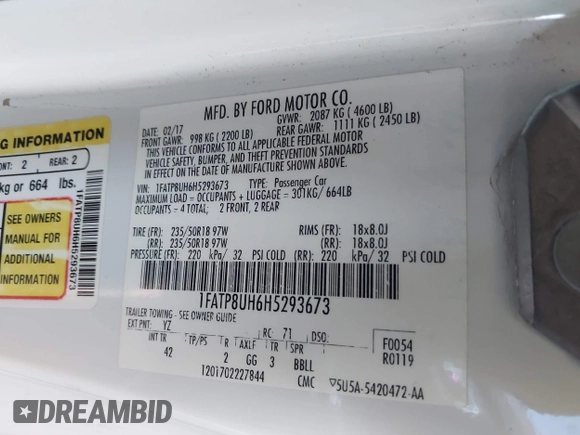 G INFORMATION
ONT: 2 REAR: 2
kg or 664 lbs.
SEE OWNERS
MANUAL FOR
ADDITIONAL
INFORMATION
1FATP8UH6H5293673
MFD. BY FORD MOTOR CO.
DATE: 02/17 GVWR: 2087 KG ( 4600 LB)
FRONT GAWR: 998 KG ( 2200 LB) REAR GAWR: 1111 KG ( 2450 LB)
THIS VEHICLE CONFORMS TO ALL APPLICABLE FEDERAL MOTOR
VEHICLE SAFETY, BUMPER, AND THEFT PREVENTION STANDARDS
IN EFFECT ON THE DATE OF MANUFACTURE SHOWN ABOVE.
VIN: 1FATP8UH6H5293673 TYPE: Passenger Car
MAXIMUM LOAD = OCCUPANTS + LUGGAGE = 301KG/ 664LB
OCCUPANTS = 4 TOTAL; 2 FRONT, 2 REAR
TIRE (FR): 235/50R18 97W RIMS (FR): 18x8.0J
(RR): 235/50R18 97W (RR): 18x8.0J
PRESSURE (FR): 220 kPa/ 32 PSI COLD (RR): 220 kPa/ 32 PSI COLD
1FATP8UH6H5293673
TRAILER TOWING - SEE OWNER GUIDE
EXT PNT: YZ RC: 71 DSO: F0054
INT TR TP/PS R AXLE TR SPR R0119
42 2 GG 3 BBLL
1201702227844 CMC ▽5U5A-5420472-AA
DREAMBID